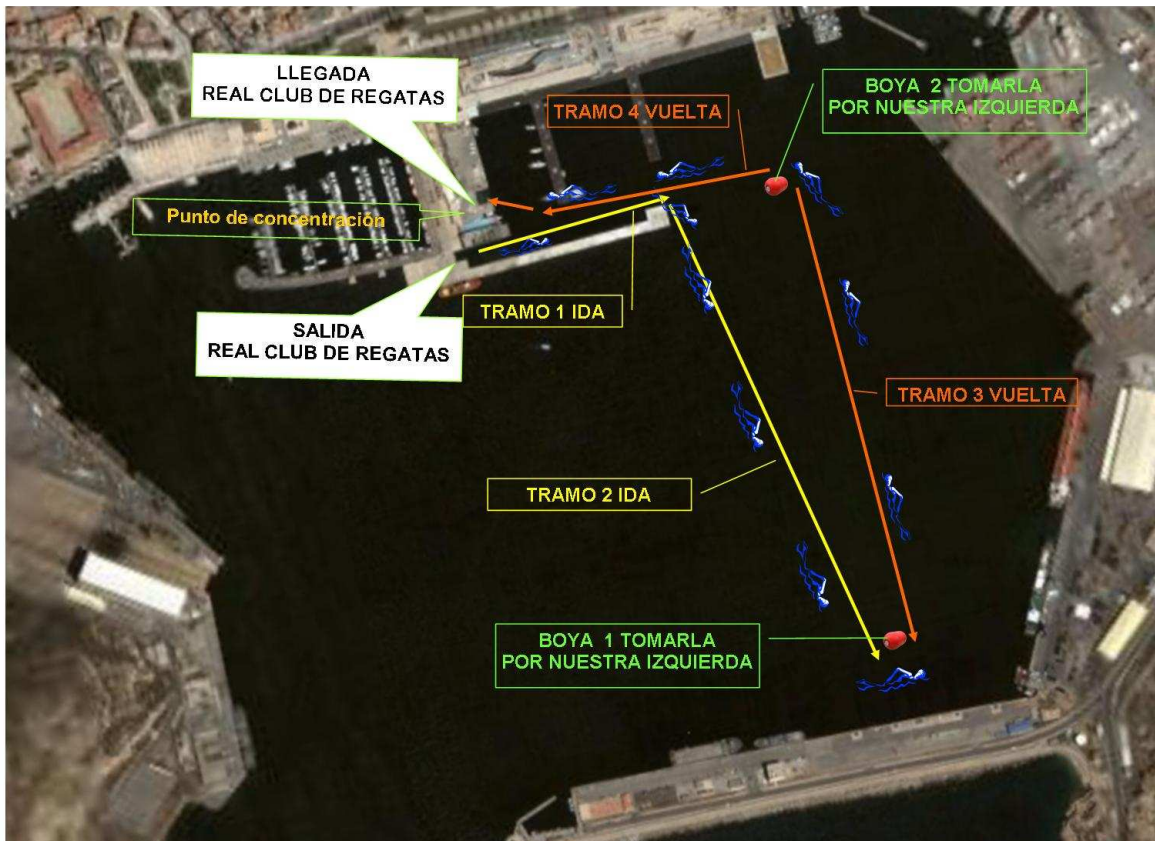 LLEGADA
REAL CLUB DE REGATAS
BOYA 2 TOMARLA
POR NUESTRA IZQUIERDA
TRAMO 4 VUELTA
Punto de concentración
TRAMO 1 IDA
SALIDA
REAL CLUB DE REGATAS
TRAMO 3 VUELTA
TRAMO 2 IDA
BOYA 1 TOMARLA
POR NUESTRA IZQUIERDA